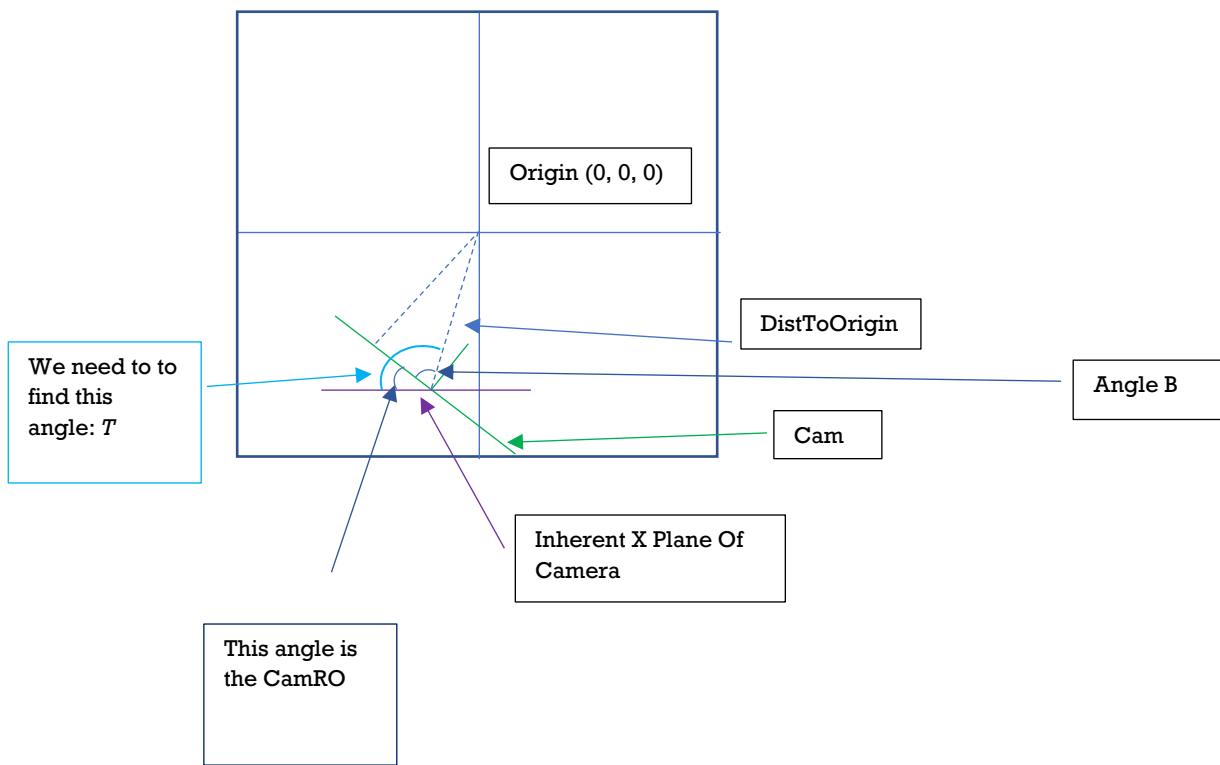 Origin (0, 0, 0)
DistToOrigin
We need to to
find this
angle: T
Angle B
Cam
Inherent X Plane Of
Camera
This angle is
the CamRO